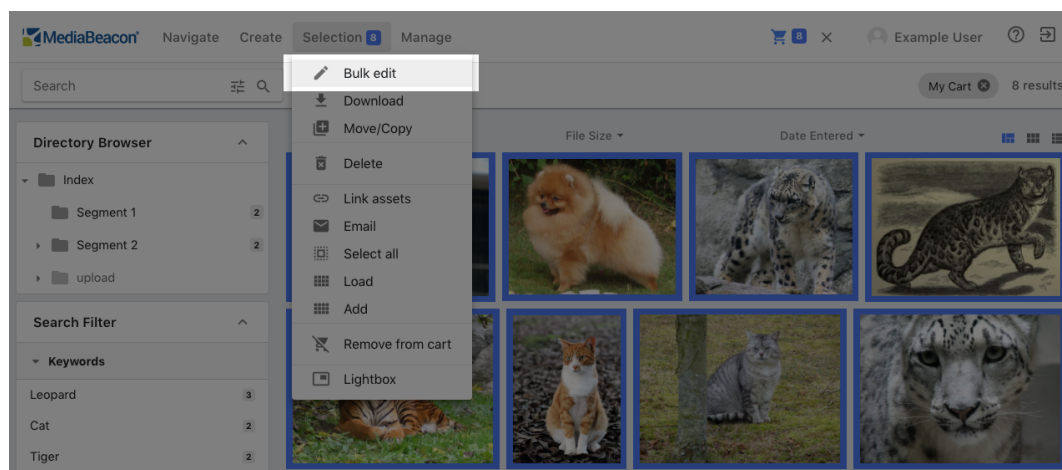 MediaBeacon® Navigate Create Selection 8 Manage 8 Example User
Search My Cart 8 results
Bulk edit
Download
Move/Copy
Delete
Link assets
Email
Select all
Load
Add
Remove from cart
Lightbox
File Size Date Entered
Directory Browser
Index
Segment 1 2
Segment 2 2
upload
Search Filter
Keywords
Leopard 3
Cat 2
Tiger 2